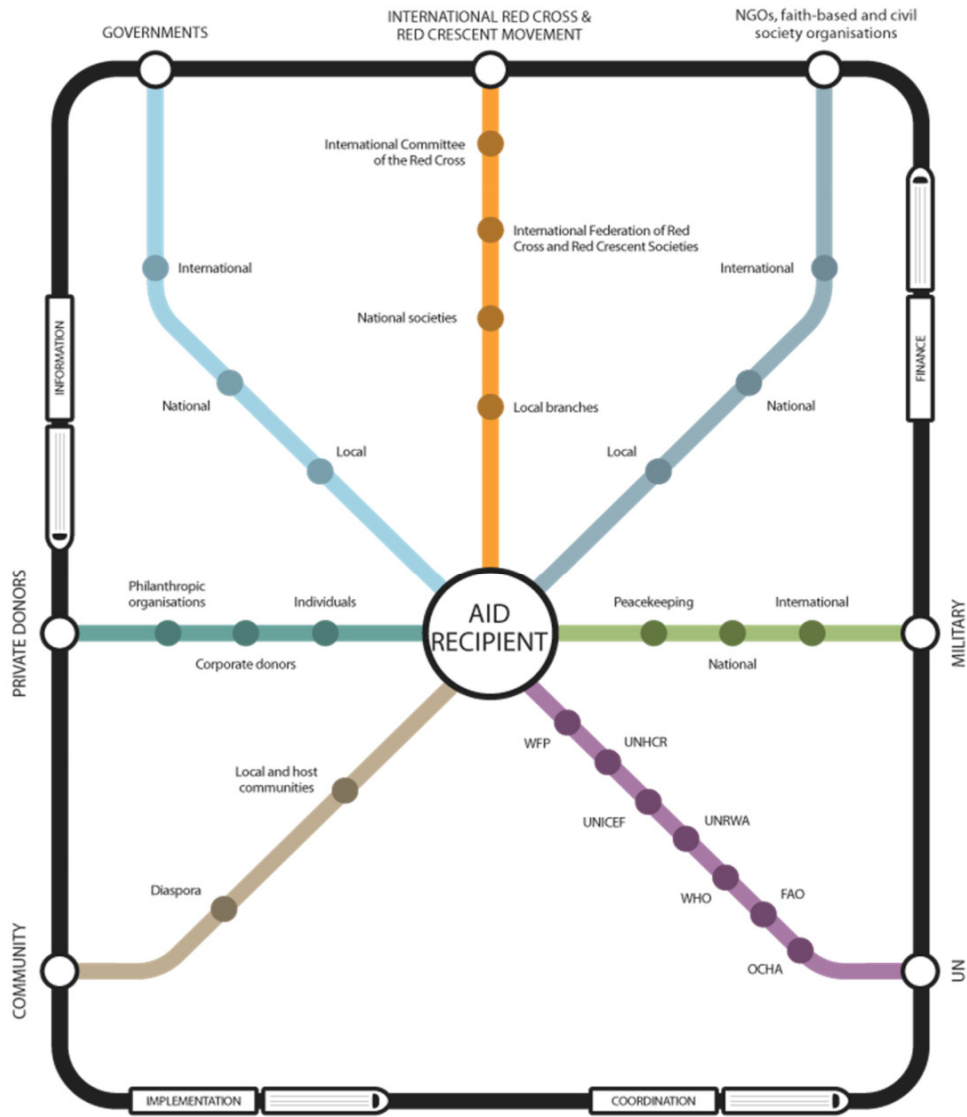 GOVERNMENTS
INTERNATIONAL RED CROSS &
RED CRESCENT MOVEMENT
NGOs, faith-based and civil
society organisations
International Committee
of the Red Cross
International Federation of Red
Cross and Red Crescent Societies
International
International
National societies
INFORMATION
FINANCE
National
Local branches
National
Local
Local
PRIVATE DONORS
Philanthropic
organisations
Individuals
Corporate donors
AID
RECIPIENT
Peacekeeping
International
National
MILITARY
WFP
UNHCR
Local and host
communities
UNICEF
UNRWA
Diaspora
WHO
FAO
OCHA
COMMUNITY
UN
IMPLEMENTATION
COORDINATION